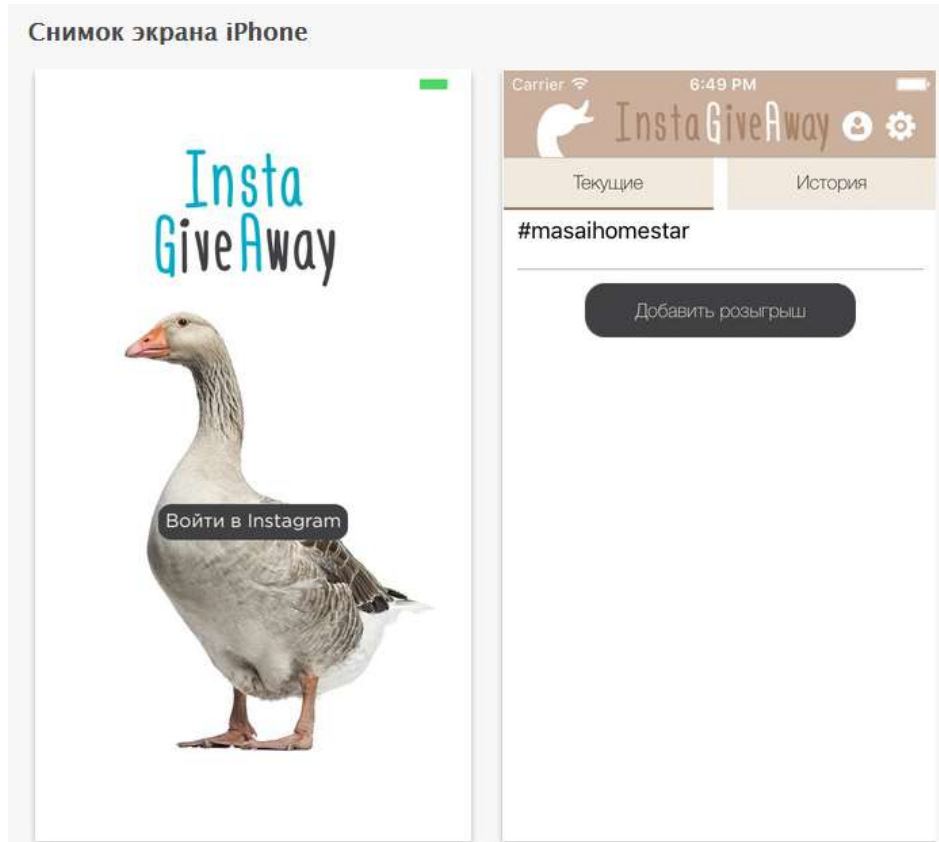 Снимок экрана iPhone
Insta
GiveAway
Войти в Instagram
Carrier 6:49 PM
InstaGiveAway
Текущие История
#masaihomestar
Добавить розыгрыш